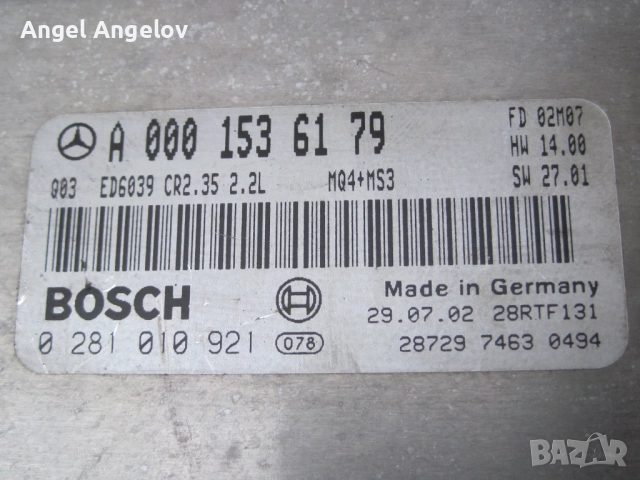 Angel Angelov
A 000 153 61 79
FD 02M07
HW 14.00
Q03 ED6039 CR2.35 2.2L MQ4+MS3
SW 27.01
BOSCH
Made in Germany
29.07.02 28RTF131
0 281 010 921 078
28729 7463 0494
BAZAR